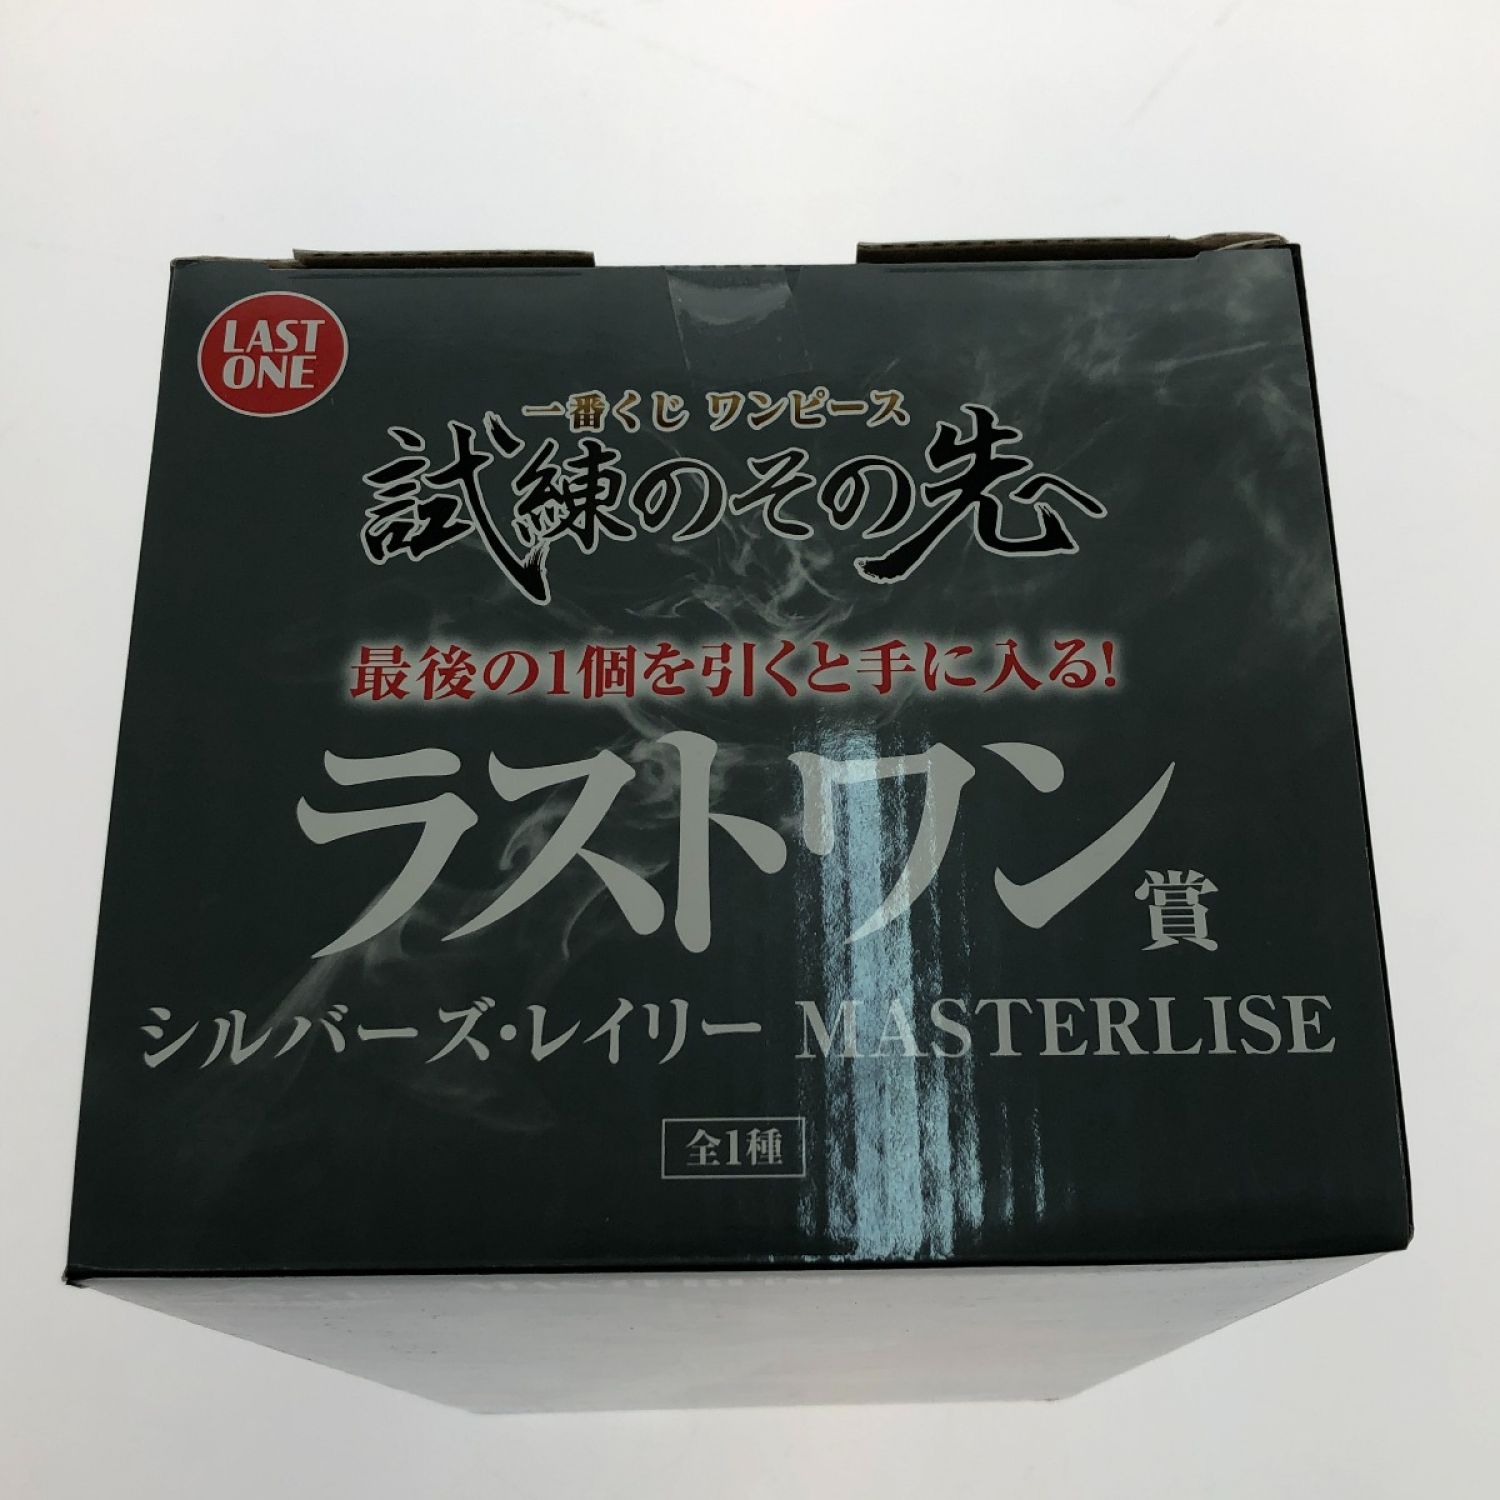 LAST
ONE
一番くじ ワンピース
試練のその先へ
最後の1個を引くと手に入る!
ラストワン賞
シルバーズ・レイリー MASTERLISE
全1種